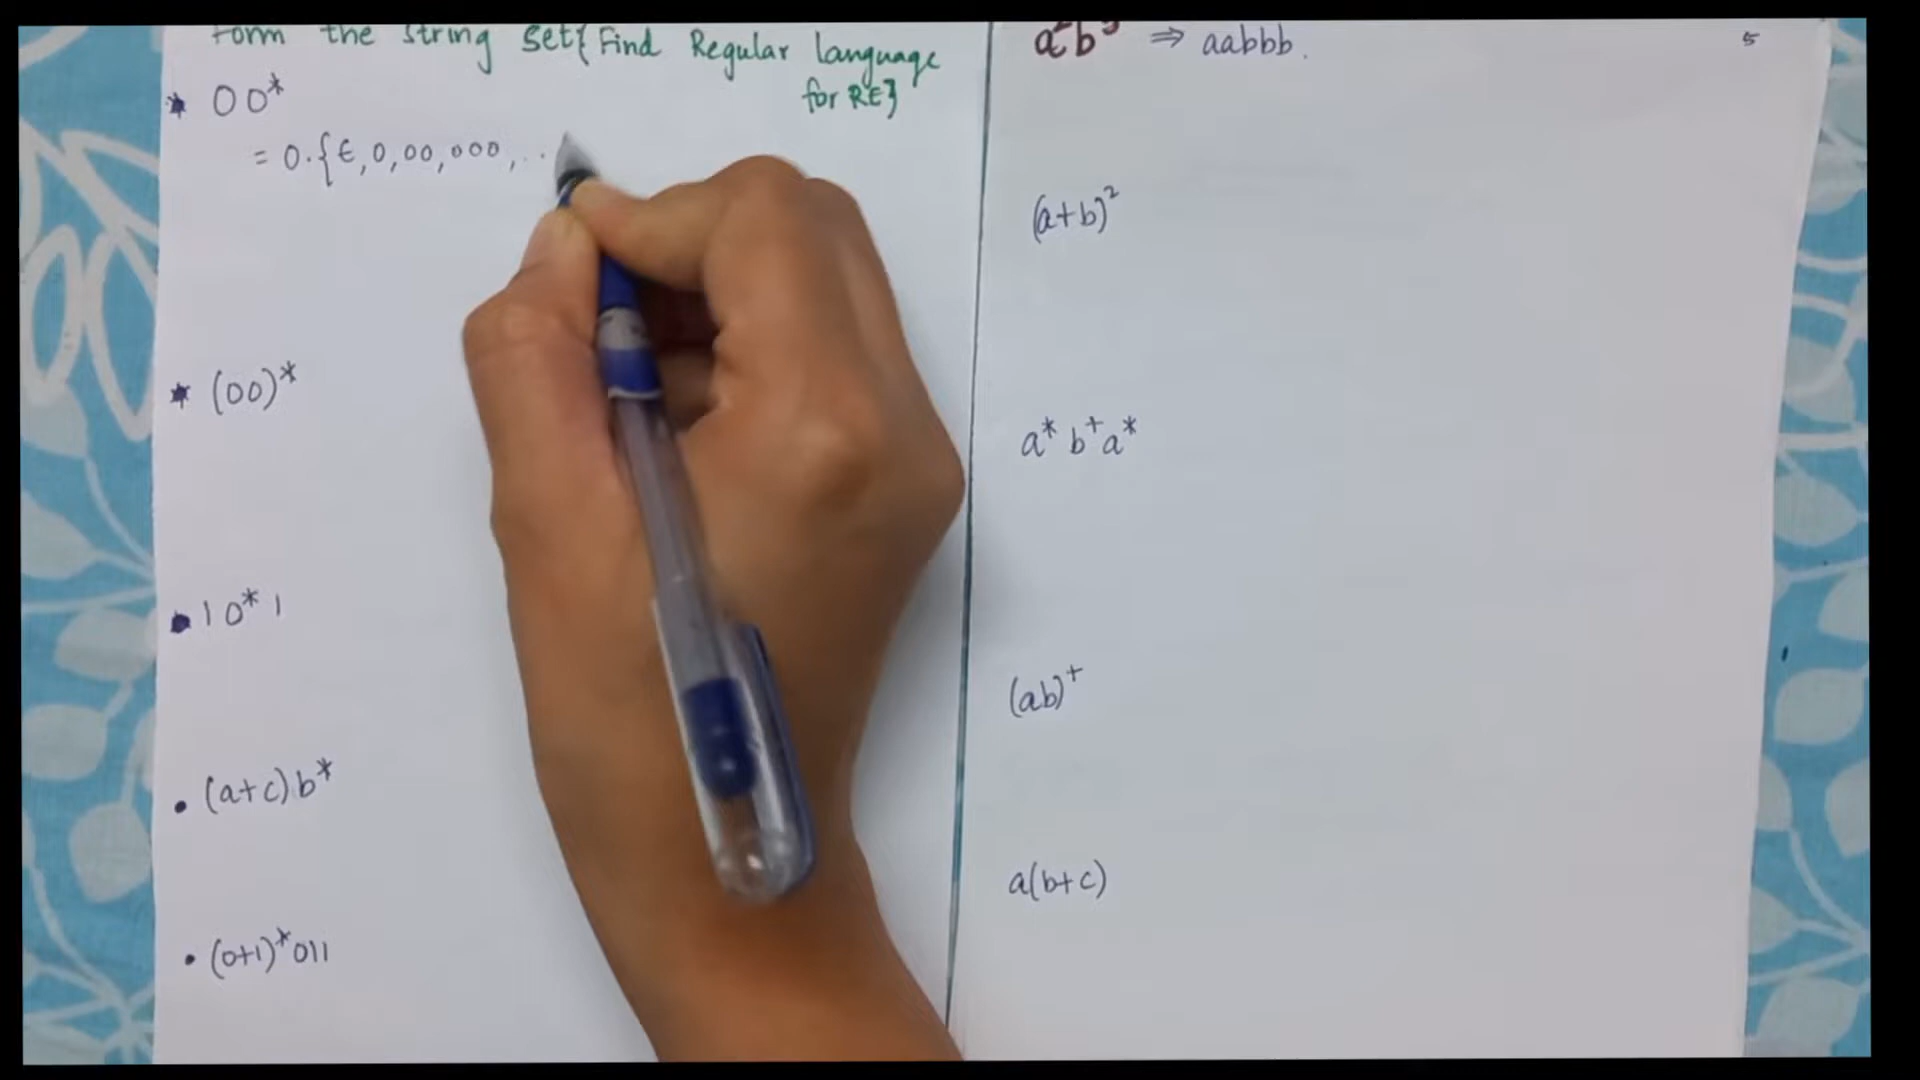 Form the String Set{Find Regular language
for RE}
* 00*
= 0.{ε,0,00,000,..
* (00)*
• 10*1
• (a+c)b*
• (0+1)*011
a²b³ ⇒ aabbb.
5
(a+b)²
a*b⁺a*
(ab)⁺
a(b+c)